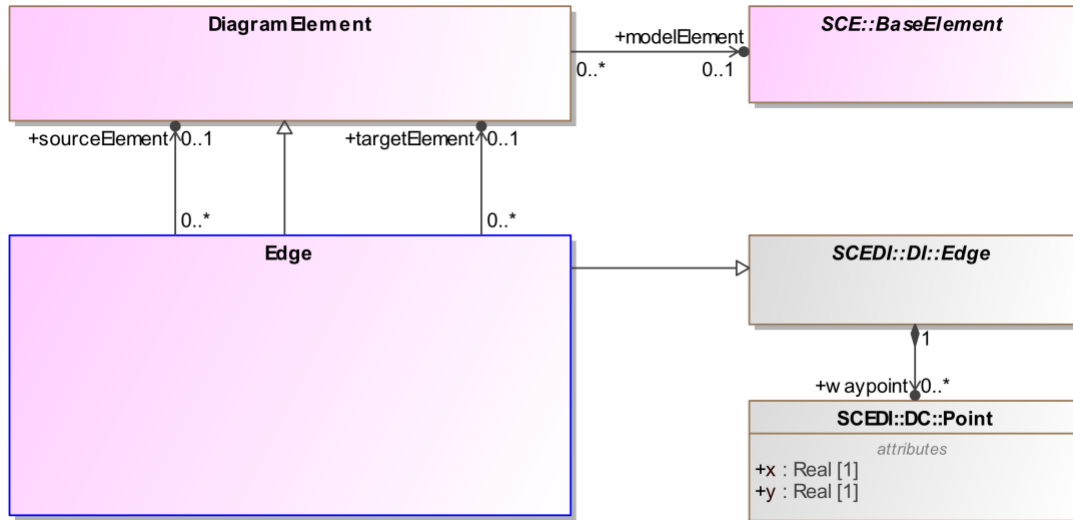 DiagramElement
SCE::BaseElement
+modelElement
0..*
0..1
+sourceElement
0..1
+targetElement
0..1
0..*
0..*
Edge
SCEDI::DI::Edge
1
+waypoint
0..*
SCEDI::DC::Point
attributes
+x : Real [1]
+y : Real [1]